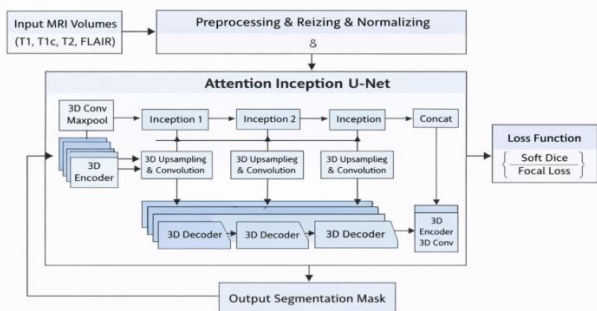 Input MRI Volumes
(T1, T1c, T2, FLAIR)
Preprocessing & Reizing & Normalizing
&
Attention Inception U-Net
3D Conv
Maxpool
Inception 1
Inception 2
Inception
Concat
3D
Encoder
3D Upsampling
& Convolution
3D Upsamplieg
& Convolution
3D Upsamplieg
& Convolution
3D Decoder
3D Decoder
3D Decoder
3D
Encoder
3D Conv
Loss Function
Soft Dice
Focal Loss
Output Segmentation Mask